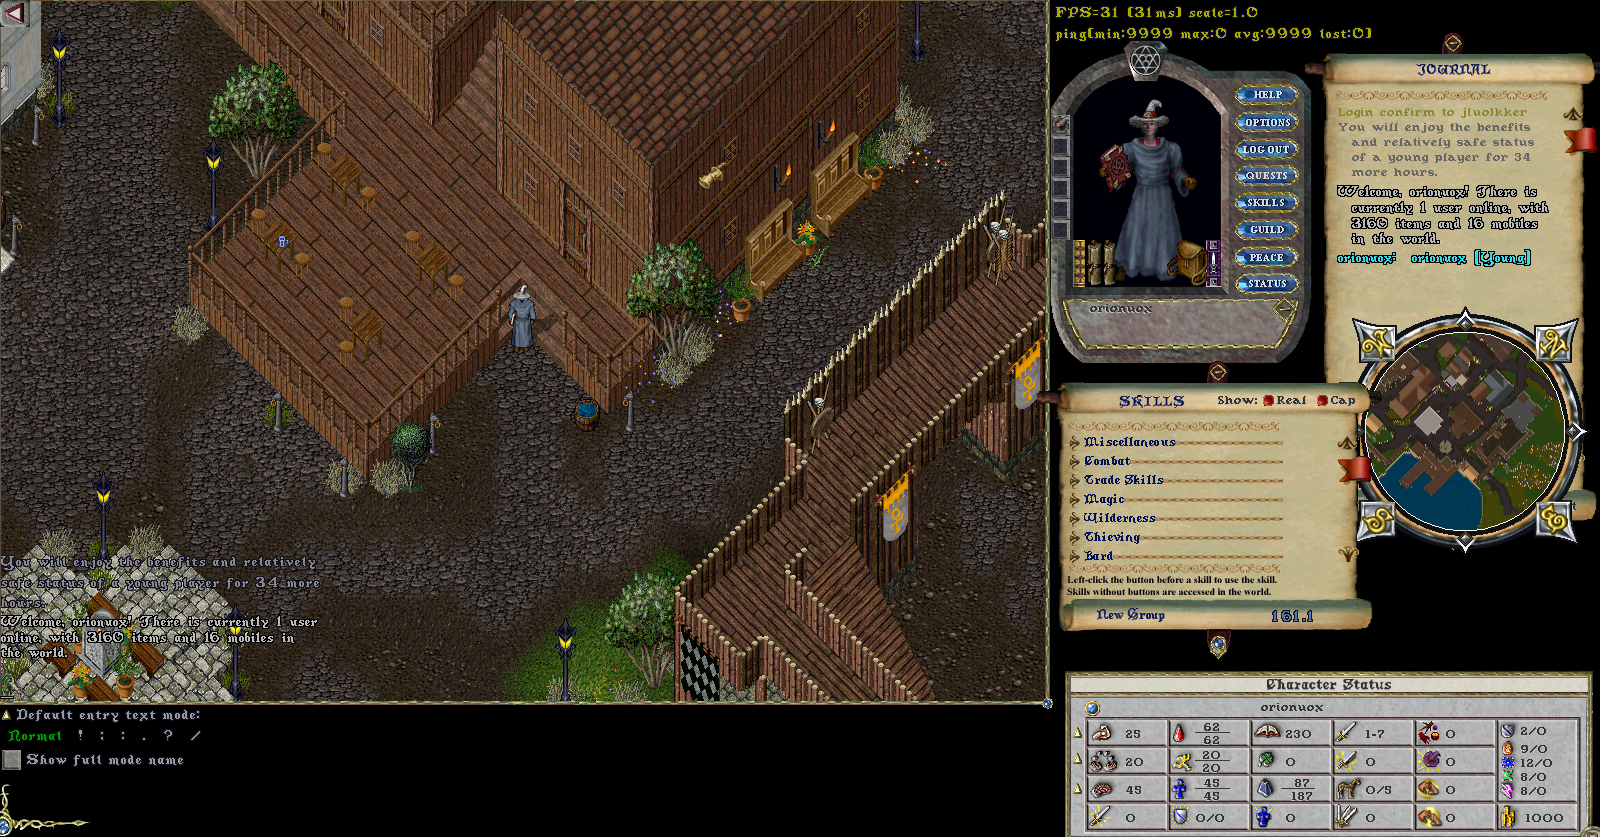 FPS=31 (31ms) scale=1.0
ping(min:9999 max:0 avg:9999 lost:0)
HELP
OPTIONS
LOG OUT
QUESTS
SKILLS
GUILD
PEACE
STATUS
orionuox
JOURNAL
Login confirm to jluolkker
You will enjoy the benefits
and relatively safe status
of a young player for 34
more hours.
Welcome, orionuox! There is
currently 1 user online, with
3160 items and 16 mobiles
in the world.
orionuox: orionuox [Young]
SKILLS Show: Real Cap
Miscellaneous
Combat
Trade Skills
Magic
Wilderness
Thieving
Bard
Left-click the button before a skill to use the skill.
Skills without buttons are accessed in the world.
New Group 161.1
You will enjoy the benefits and relatively
safe status of a young player for 34 more
hours.
Welcome, orionuox! There is currently 1 user
online, with 3160 items and 16 mobiles in
the world.
_
Default entry text mode:
Normal ! ; : . ? /
Show full mode name
Character Status
orionuox
25 62/62 230 1-7 0 2/0
9/0
20 20/20 0 0 0 12/0
8/0
45 45/45 87/187 0/5 0 8/0
0 0/0 0 0 0 1000